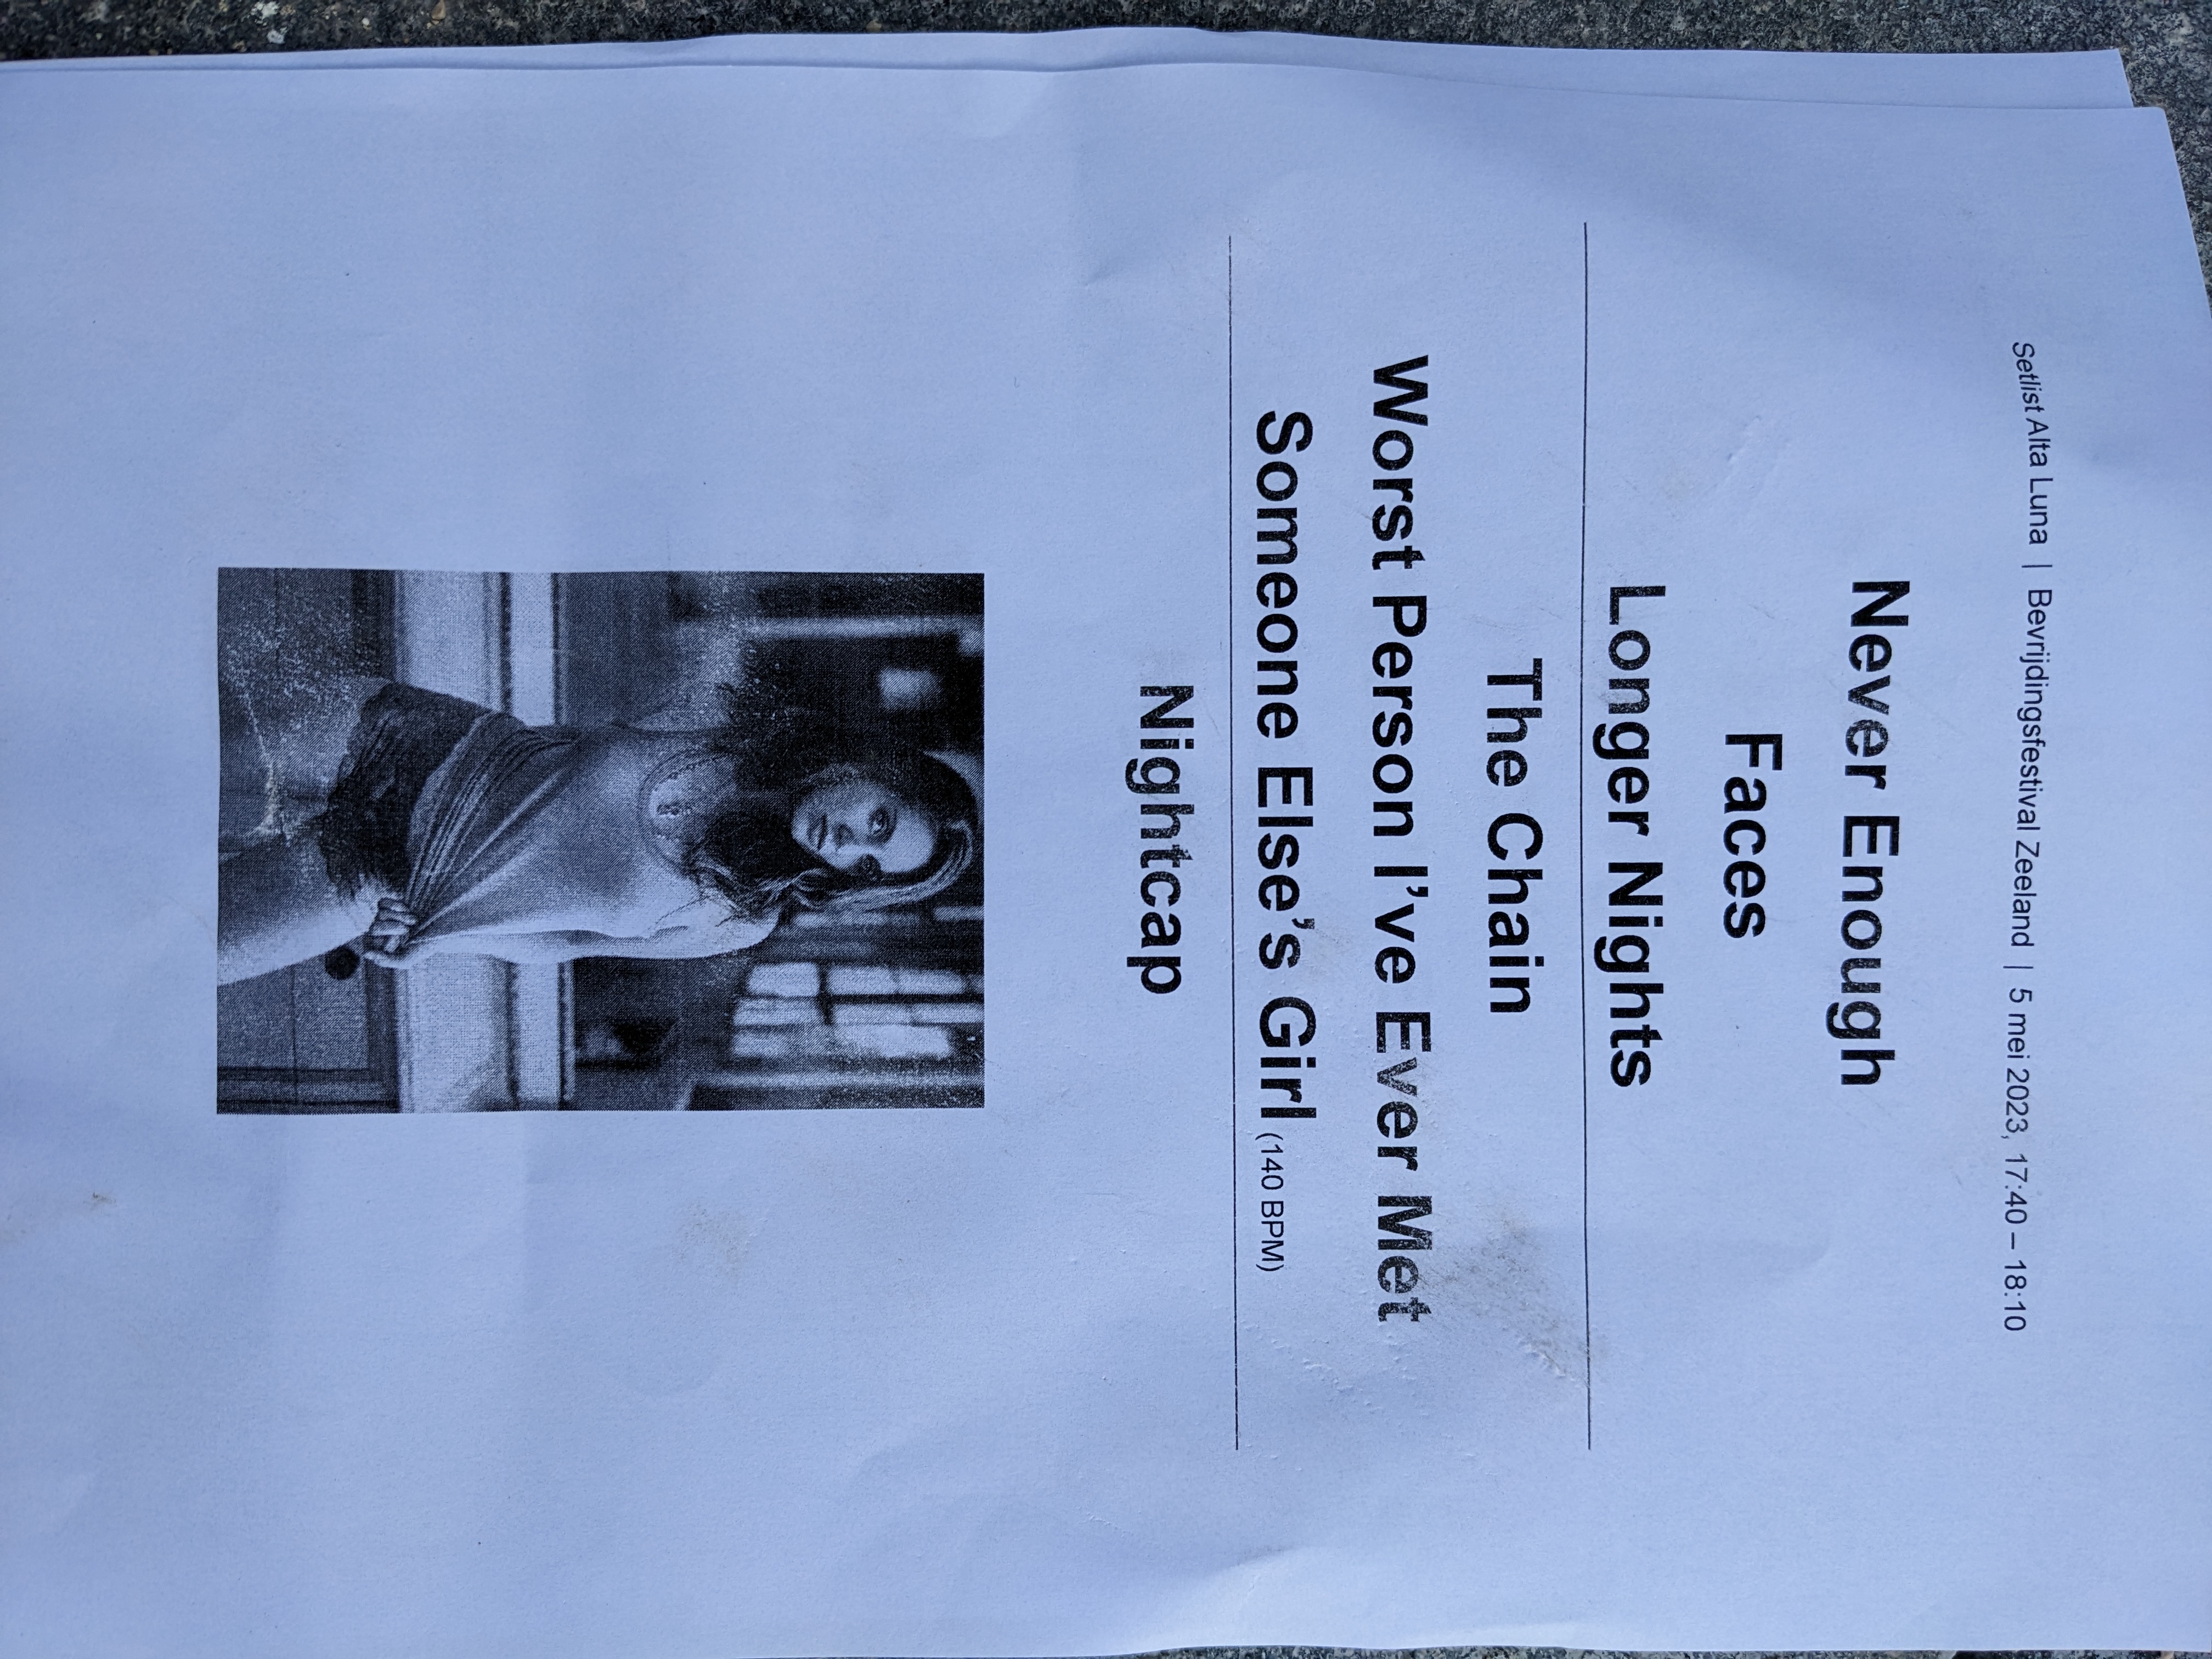 Setlist Alta Luna | Bevrijdingsfestival Zeeland | 5 mei 2023, 17:40 – 18:10
Never Enough
Faces
Longer Nights
The Chain
Worst Person I’ve Ever Met
Someone Else’s Girl (140 BPM)
Nightcap